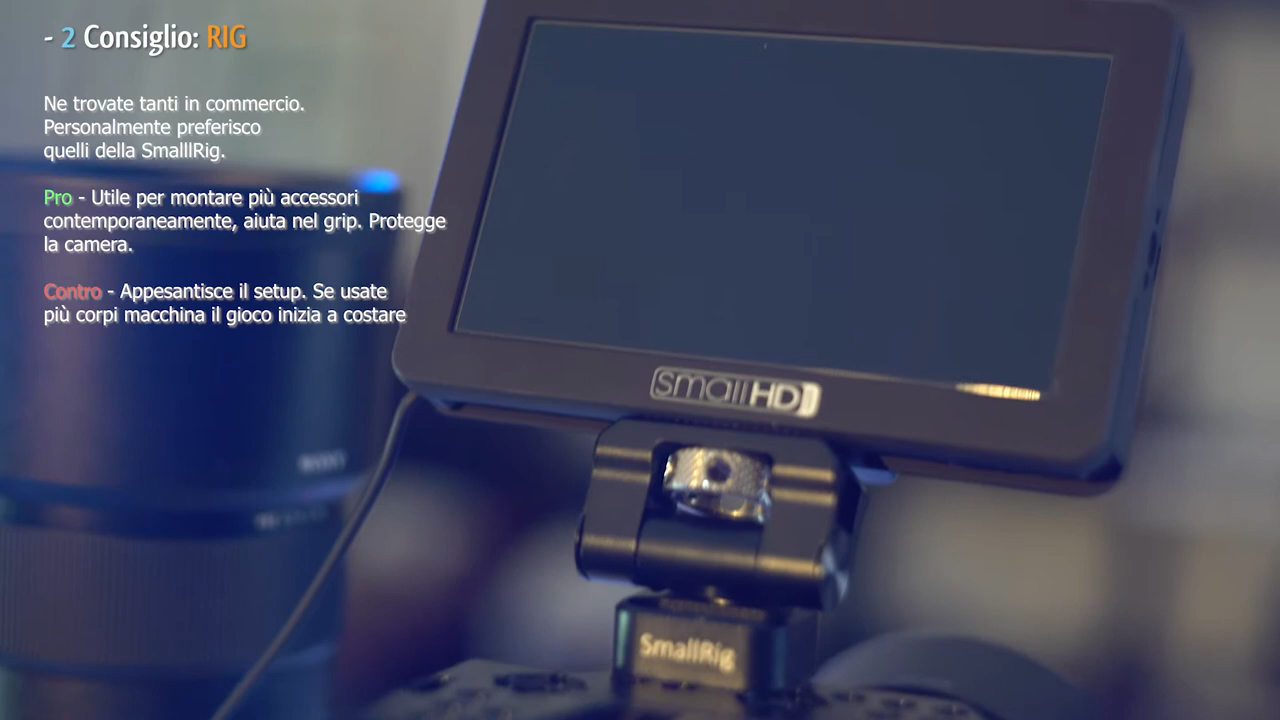 - 2 Consiglio: RIG
Ne trovate tanti in commercio.
Personalmente preferisco
quelli della SmalllRig.
Pro - Utile per montare più accessori
contemporaneamente, aiuta nel grip. Protegge
la camera.
Contro - Appesantisce il setup. Se usate
più corpi macchina il gioco inizia a costare
smallHD
SmallRig